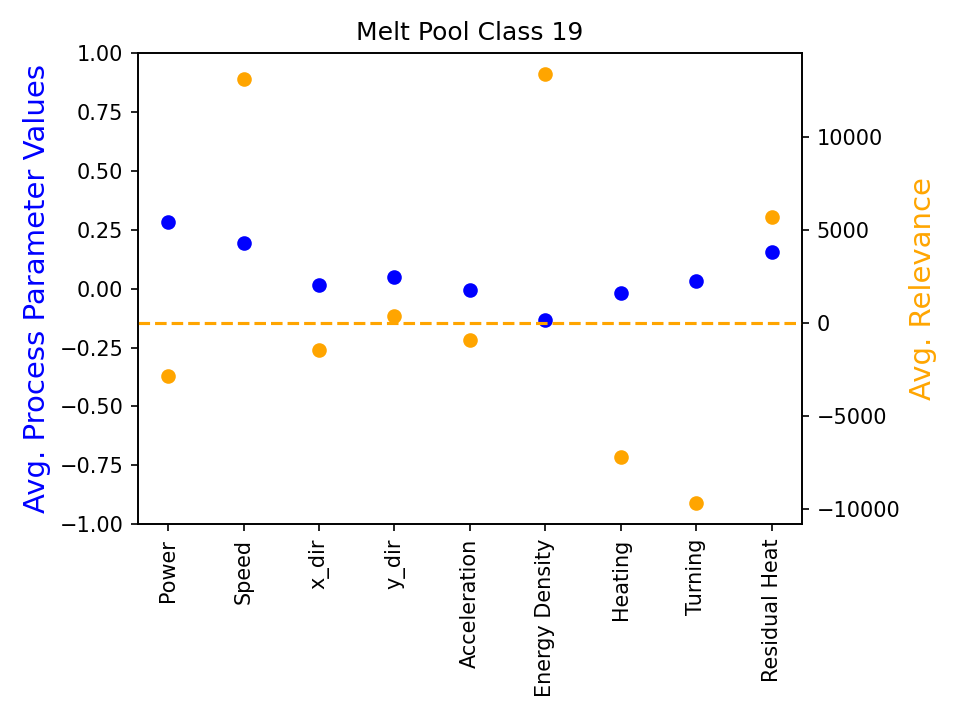 Melt Pool Class 19
Avg. Process Parameter Values
1.00
0.75
0.50
0.25
0.00
−0.25
−0.50
−0.75
−1.00
10000
5000
0
−5000
−10000
Avg. Relevance
Power
Speed
x_dir
y_dir
Acceleration
Energy Density
Heating
Turning
Residual Heat